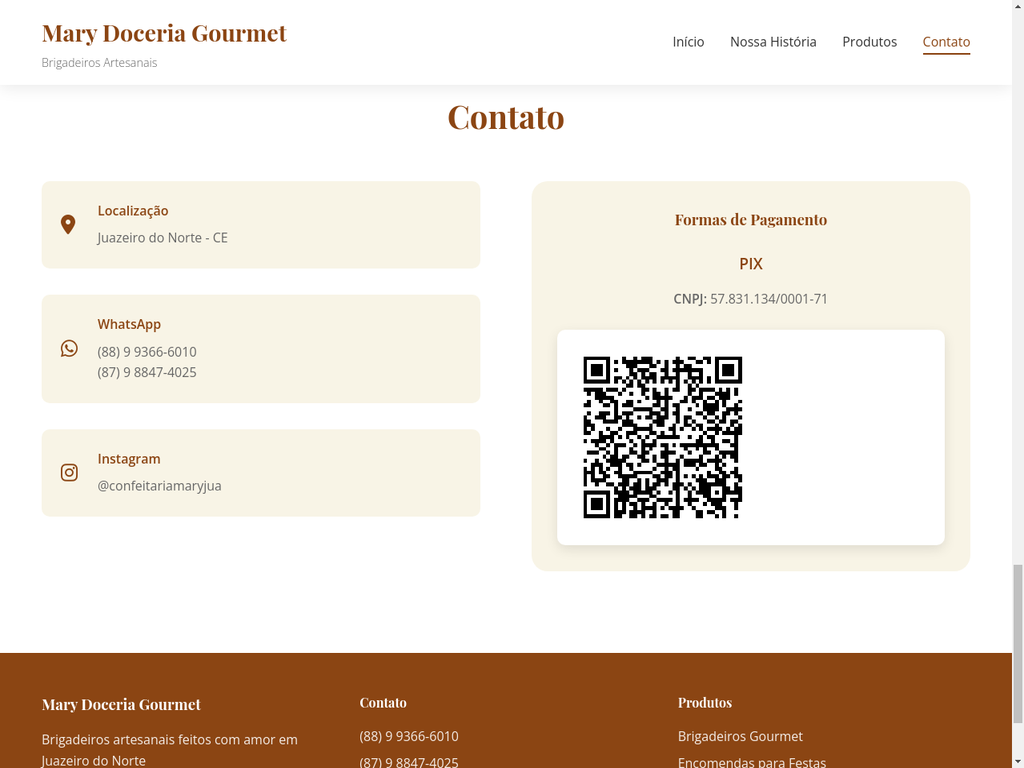 Mary Doceria Gourmet
Brigadeiros Artesanais
Início
Nossa História
Produtos
Contato
Contato
Localização
Juazeiro do Norte - CE
WhatsApp
(88) 9 9366-6010
(87) 9 8847-4025
Instagram
@confeitariamaryjua
Formas de Pagamento
PIX
CNPJ: 57.831.134/0001-71
Mary Doceria Gourmet
Brigadeiros artesanais feitos com amor em
Juazeiro do Norte
Contato
(88) 9 9366-6010
(87) 9 8847-4025
Produtos
Brigadeiros Gourmet
Encomendas para Festas